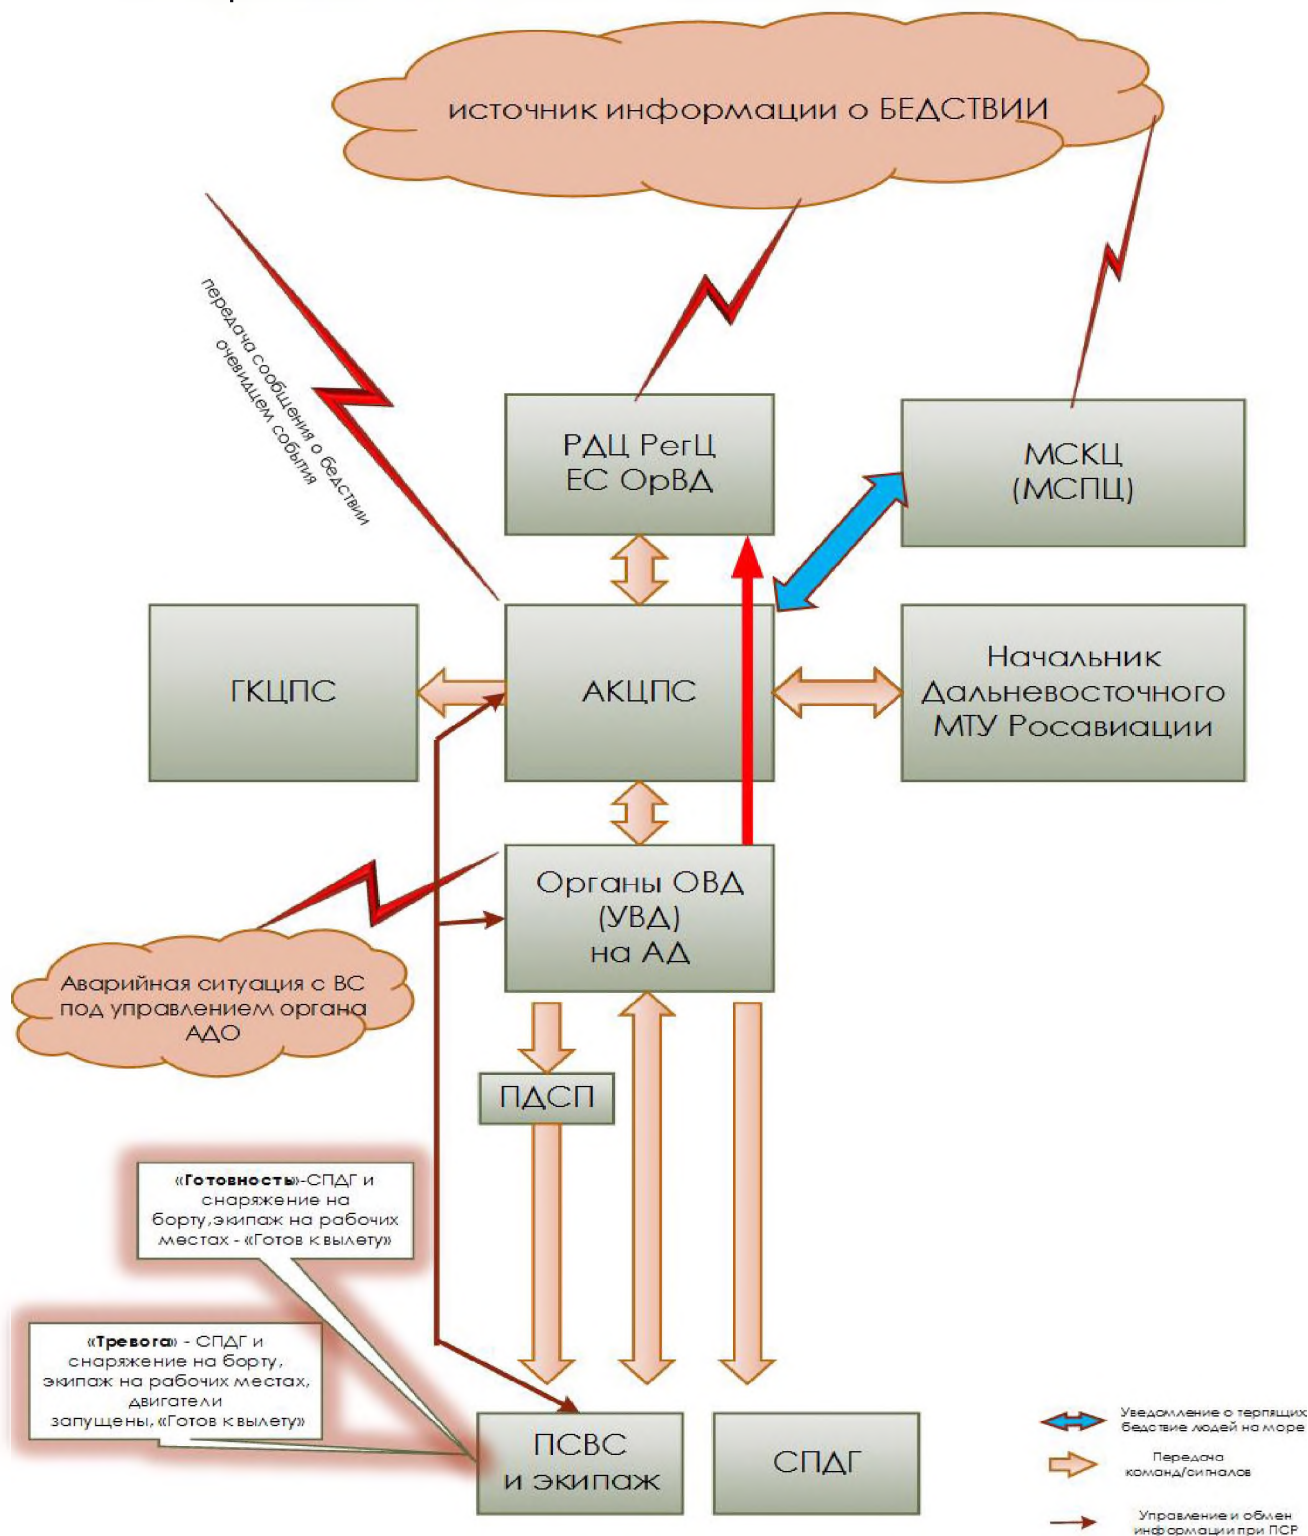 источник информации о БЕДСТВИИ
передача сообщения о бедствии
очевидцем события
РДЦ РегЦ
ЕС ОрВД
МСКЦ
(МСПЦ)
ГКЦПС
АКЦПС
Начальник
Дальневосточного
МТУ Росавиации
Органы ОВД
(УВД)
на АД
Аварийная ситуация с ВС
под управлением органа
АДО
ПДСП
«Готовность»-СПДГ и
снаряжение на
борту,экипаж на рабочих
местах - «Готов к вылету»
«Тревога» - СПДГ и
снаряжение на борту,
экипаж на рабочих местах,
двигатели
запущены, «Готов к вылету»
ПСВС
и экипаж
СПДГ
Уведомление о терпящих
бедствие людей на море
Передача
команд/сигналов
Управление и обмен
информации при ПСР